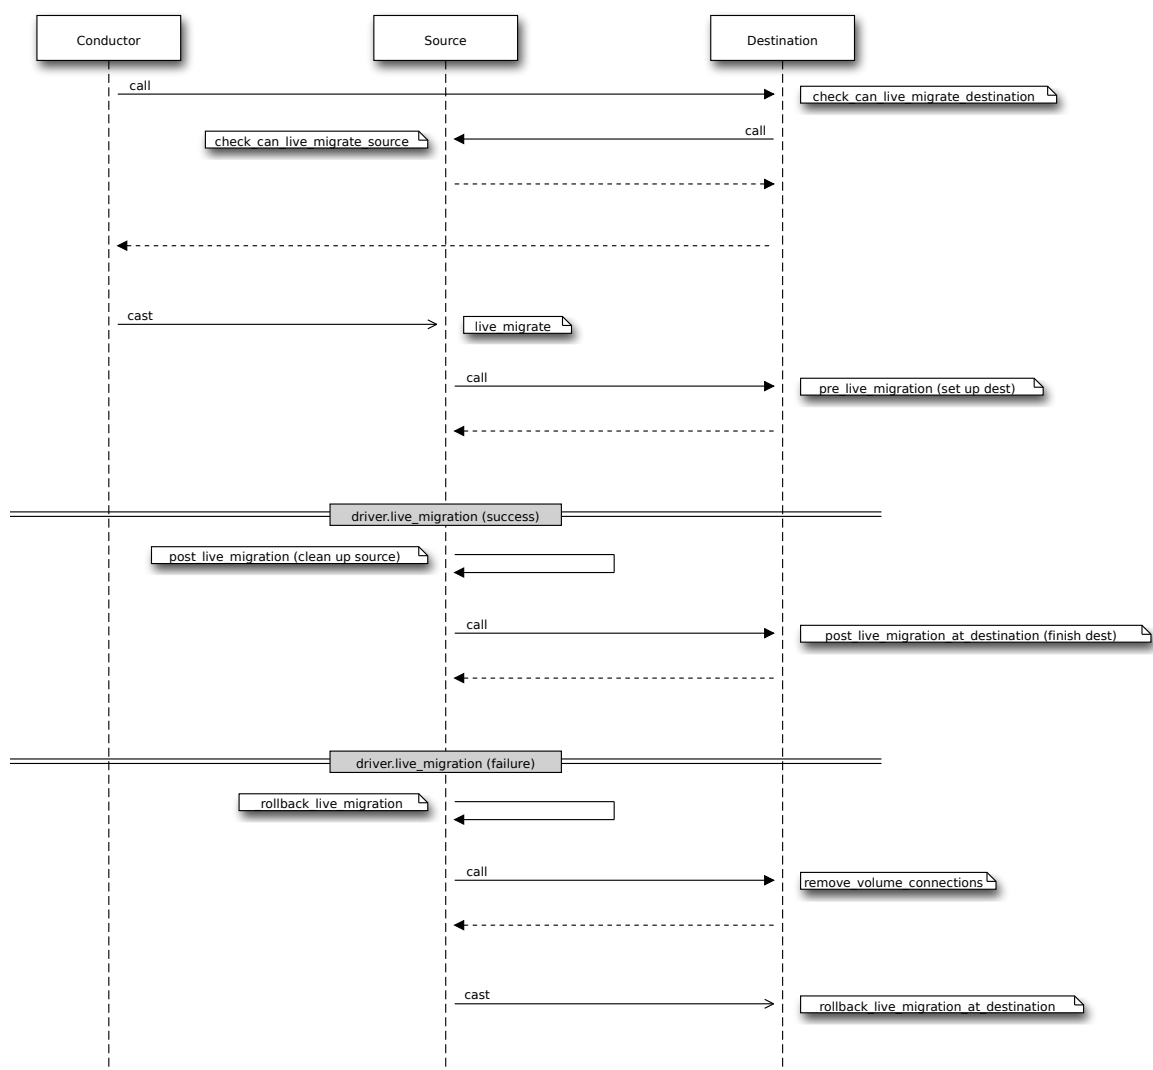 Conductor
Source
Destination
call
check_can_live_migrate_destination
call
check_can_live_migrate_source
cast
live_migrate
call
pre_live_migration (set up dest)
driver.live_migration (success)
post_live_migration (clean up source)
call
post_live_migration_at_destination (finish dest)
driver.live_migration (failure)
rollback_live_migration
call
remove_volume_connections
cast
rollback_live_migration_at_destination